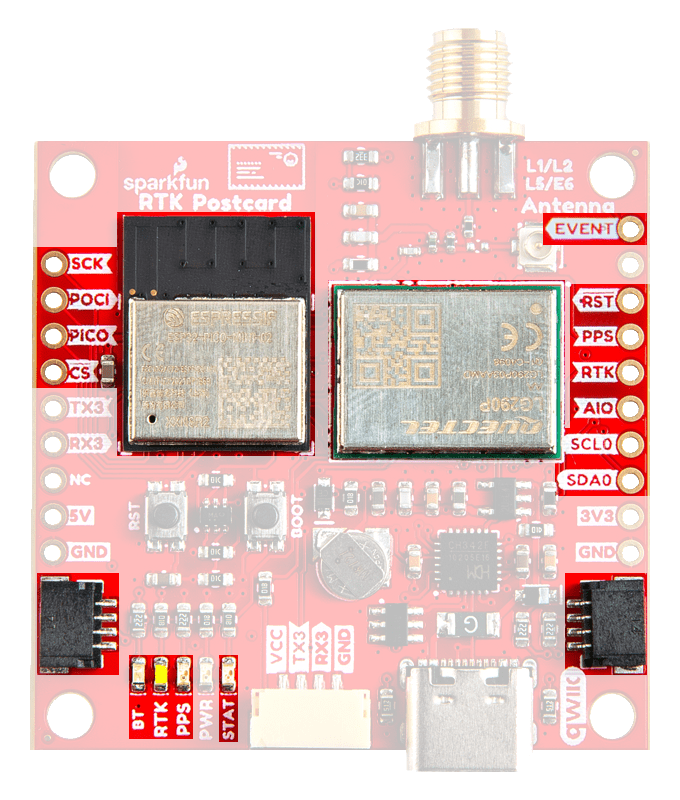 sparkfun
RTK Postcard
L1/L2
L5/E6
Antenna
EVENT
SCK
POCI
PICO
CS
TX3
RX3
NC
5V
GND
RST
PPS
RTK
AIO
SCL0
SDA0
3V3
GND
ESPRESSIF
LG290P
QUECTEL
RST
BOOT
VCC
TX3
RX3
GND
BT
RTK
PPS
PWR
STAT
qwiic